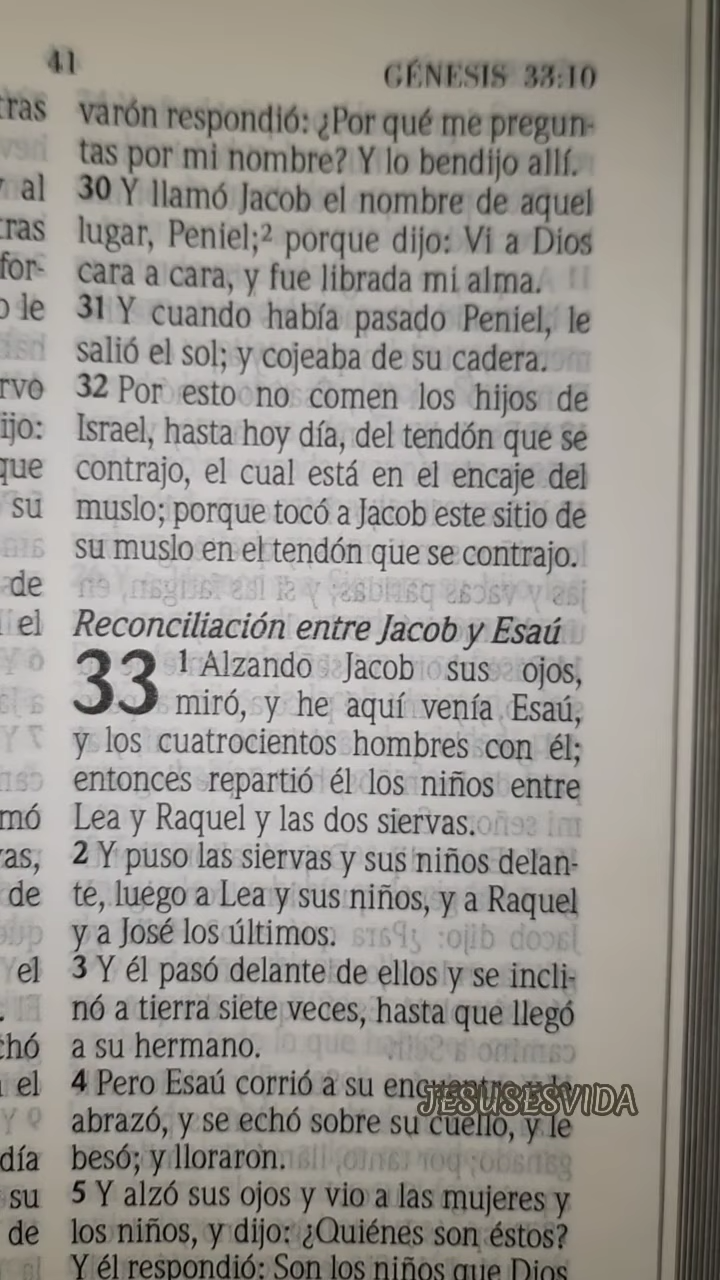 41
GÉNESIS 33:10
varón respondió: ¿Por qué me pregun-
tas por mi nombre? Y lo bendijo allí.
30 Y llamó Jacob el nombre de aquel
lugar, Peniel;² porque dijo: Vi a Dios
cara a cara, y fue librada mi alma.
31 Y cuando había pasado Peniel, le
salió el sol; y cojeaba de su cadera.
32 Por esto no comen los hijos de
Israel, hasta hoy día, del tendón que se
contrajo, el cual está en el encaje del
muslo; porque tocó a Jacob este sitio de
su muslo en el tendón que se contrajo.
Reconciliación entre Jacob y Esaú
33 1 Alzando Jacob sus ojos,
miró, y he aquí venía Esaú,
y los cuatrocientos hombres con él;
entonces repartió él los niños entre
Lea y Raquel y las dos siervas.
2 Y puso las siervas y sus niños delan-
te, luego a Lea y sus niños, y a Raquel
y a José los últimos.
3 Y él pasó delante de ellos y se incli-
nó a tierra siete veces, hasta que llegó
a su hermano.
4 Pero Esaú corrió a su encuentro y le
abrazó, y se echó sobre su cuello, y le
besó; y lloraron.
5 Y alzó sus ojos y vio a las mujeres y
los niños, y dijo: ¿Quiénes son éstos?
Y él respondió: Son los niños que Dios
JESUSESVIDA